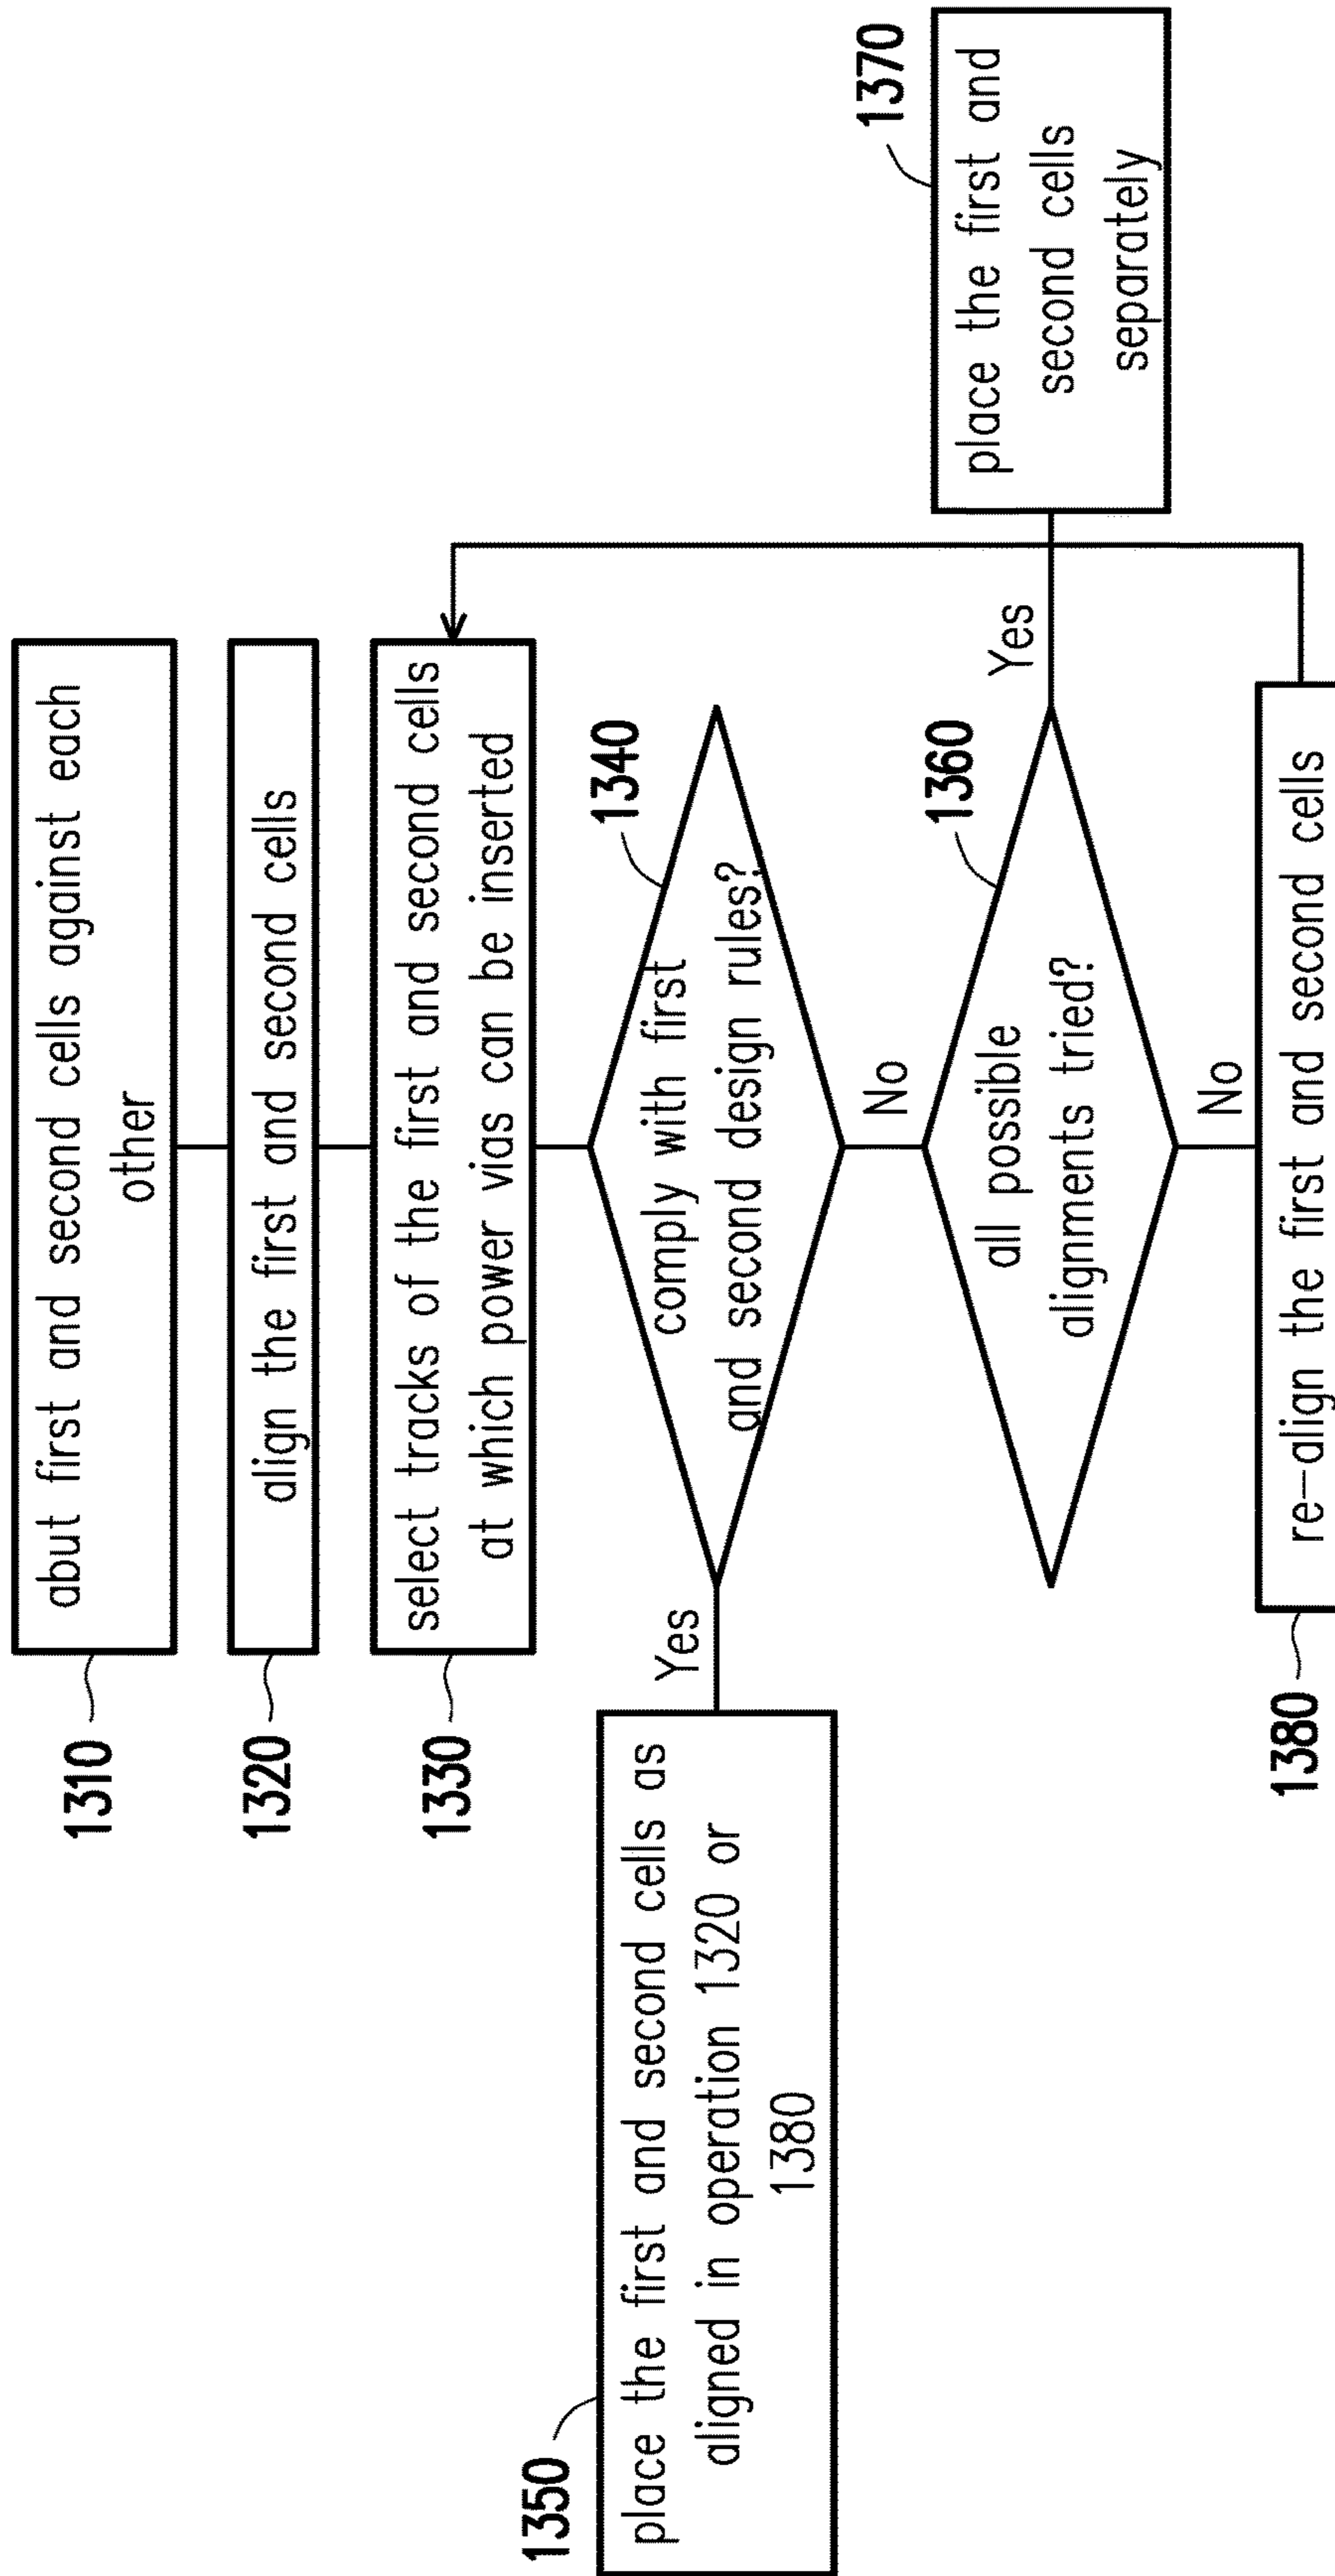 1310
abut first and second cells against each
other
1320
align the first and second cells
1330
select tracks of the first and second cells
at which power vias can be inserted
1340
comply with first
and second design rules?
Yes
1350
place the first and second cells as
aligned in operation 1320 or
1380
No
1360
all possible
alignments tried?
Yes
1370
place the first and
second cells
separately
No
1380
re-align the first and second cells